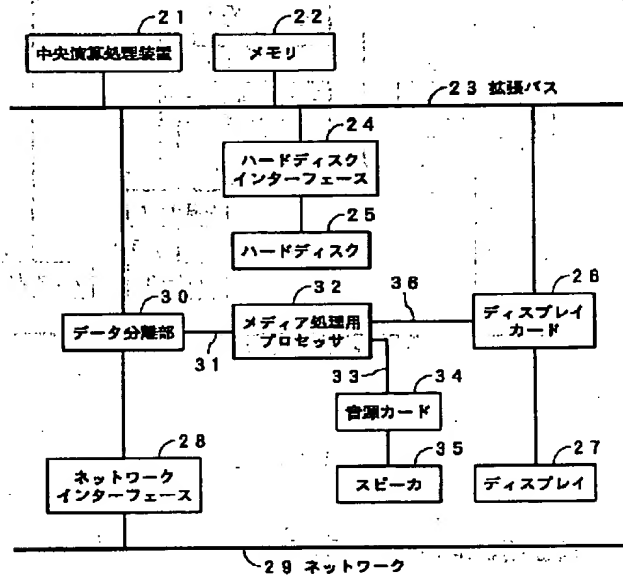 21
22
中央演算処理装置
メモリ
23 拡張バス
24
ハードディスク
インターフェース
25
ハードディスク
30
32
36
26
データ分離部
メディア処理用
プロセッサ
ディスプレイ
カード
31
33
34
音源カード
28
35
27
ネットワーク
インターフェース
スピーカ
ディスプレイ
29 ネットワーク